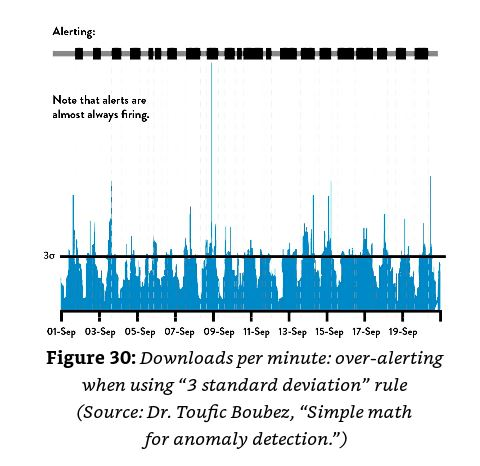 Alerting:
Note that alerts are
almost always firing.
3σ
01-Sep 03-Sep 05-Sep 07-Sep 09-Sep 11-Sep 13-Sep 15-Sep 17-Sep 19-Sep
Figure 30: Downloads per minute: over-alerting
when using “3 standard deviation” rule
(Source: Dr. Toufic Boubez, “Simple math
for anomaly detection.”)